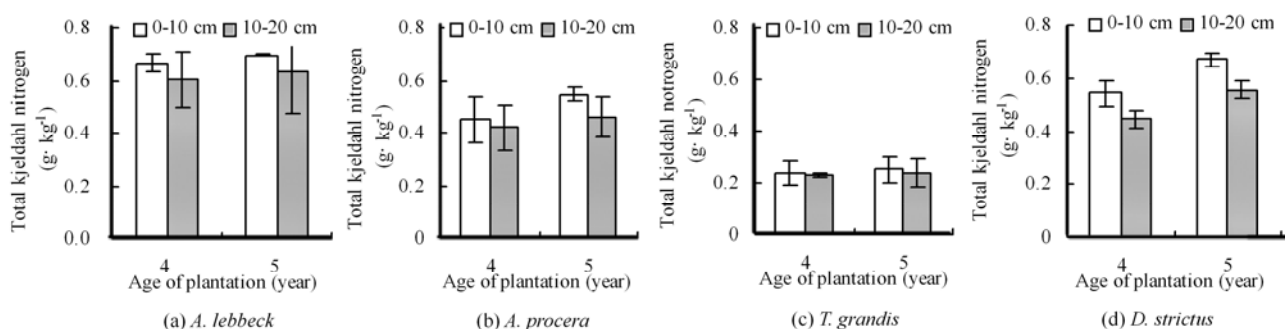 0.8
0.6
0.4
0.2
0.0
0-10 cm 10-20 cm
Total kjeldahl nitrogen
(g· kg⁻¹)
4 5
Age of plantation (year)
(a) A. lebbeck
0.8
0.6
0.4
0.2
0
0-10 cm 10-20 cm
Total kjeldahl nitrogen
(g· kg⁻¹)
4 5
Age of plantation (year)
(b) A. procera
0.8
0.6
0.4
0.2
0
0-10 cm 10-20 cm
Total kjeldahl notrogen
(g· kg⁻¹)
4 5
Age of plantation (year)
(c) T. grandis
0.8
0.6
0.4
0.2
0
0-10 cm 10-20 cm
Total kjeldahl nitrogen
(g· kg⁻¹)
4 5
Age of plantation (year)
(d) D. strictus